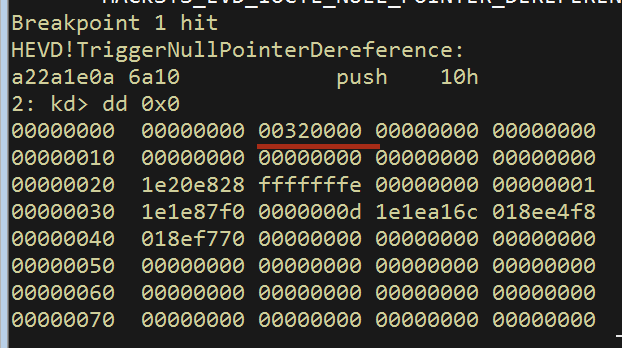 HACKSYS_EVD_IOCTL_NULL_POINTER_DEREFEREN
Breakpoint 1 hit
HEVD!TriggerNullPointerDereference:
a22a1e0a 6a10 push 10h
2: kd> dd 0x0
00000000 00000000 00320000 00000000 00000000
00000010 00000000 00000000 00000000 00000000
00000020 1e20e828 fffffffe 00000000 00000001
00000030 1e1e87f0 0000000d 1e1ea16c 018ee4f8
00000040 018ef770 00000000 00000000 00000000
00000050 00000000 00000000 00000000 00000000
00000060 00000000 00000000 00000000 00000000
00000070 00000000 00000000 00000000 00000000